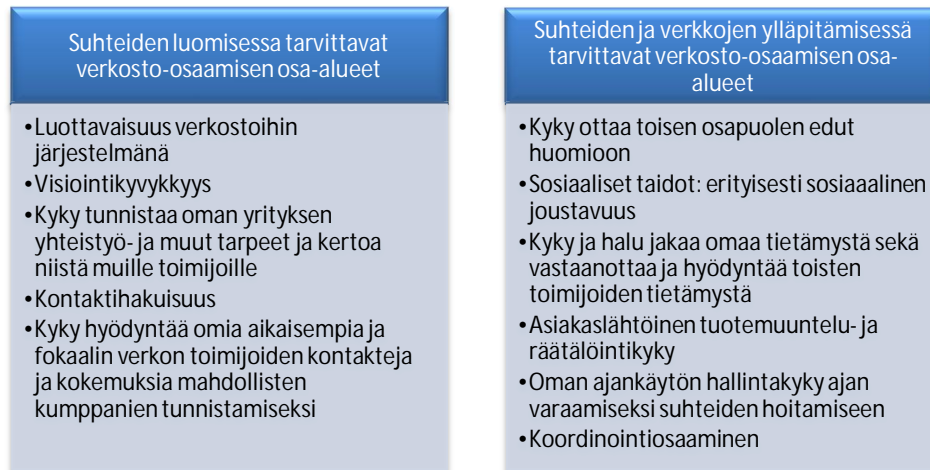 Suhteiden luomisessa tarvittavat
verkosto-osaamisen osa-alueet
•Luottavaisuus verkostoihin
järjestelmänä
•Visiointikyvykkyys
•Kyky tunnistaa oman yrityksen
yhteistyö- ja muut tarpeet ja kertoa
niistä muille toimijoille
•Kontaktihakuisuus
•Kyky hyödyntää omia aikaisempia ja
fokaalin verkon toimijoiden kontakteja
ja kokemuksia mahdollisten
kumppanien tunnistamiseksi
Suhteiden ja verkkojen ylläpitämisessä
tarvittavat verkosto-osaamisen osa-
alueet
•Kyky ottaa toisen osapuolen edut
huomioon
•Sosiaaliset taidot: erityisesti sosiaaalinen
joustavuus
•Kyky ja halu jakaa omaa tietämystä sekä
vastaanottaa ja hyödyntää toisten
toimijoiden tietämystä
•Asiakaslähtöinen tuotemuuntelu- ja
räätälöintikyky
•Oman ajankäytön hallintakyky ajan
varaamiseksi suhteiden hoitamiseen
•Koordinointiosaaminen